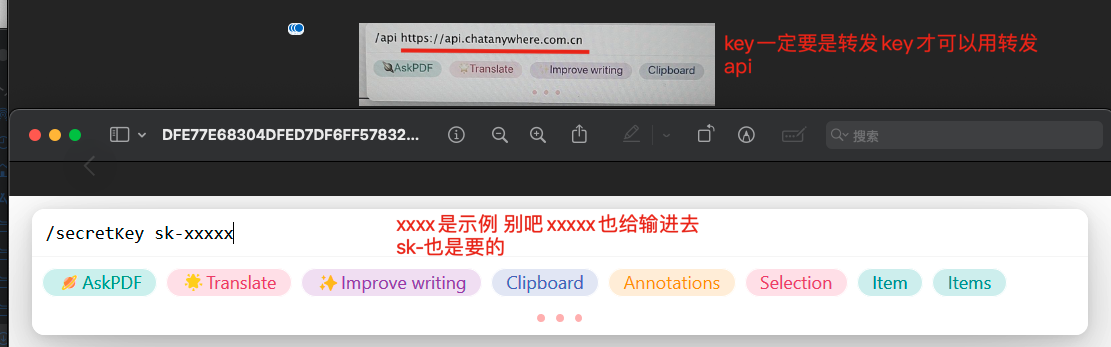 /api https://api.chatanywhere.com.cn
AskPDF Translate Improve writing Clipboard
key一定要是转发key才可以用转发
api
DFE77E68304DFED7DF6FF57832...
搜索
/secretKey sk-xxxxx
xxxx是示例 别吧xxxxx也给输进去
sk-也是要的
🪐 AskPDF 🌟 Translate ✨ Improve writing Clipboard Annotations Selection Item Items